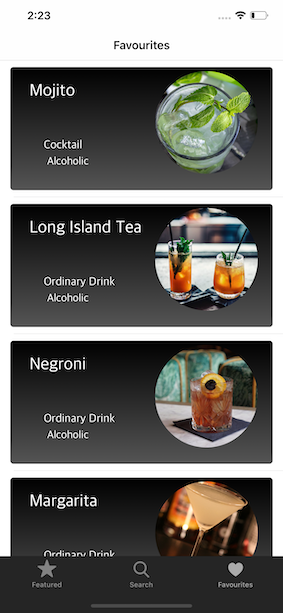 2:23
Favourites
Mojito
Cocktail
Alcoholic
Long Island Tea
Ordinary Drink
Alcoholic
Negroni
Ordinary Drink
Alcoholic
Margarita
Ordinary Drink
Featured
Search
Favourites